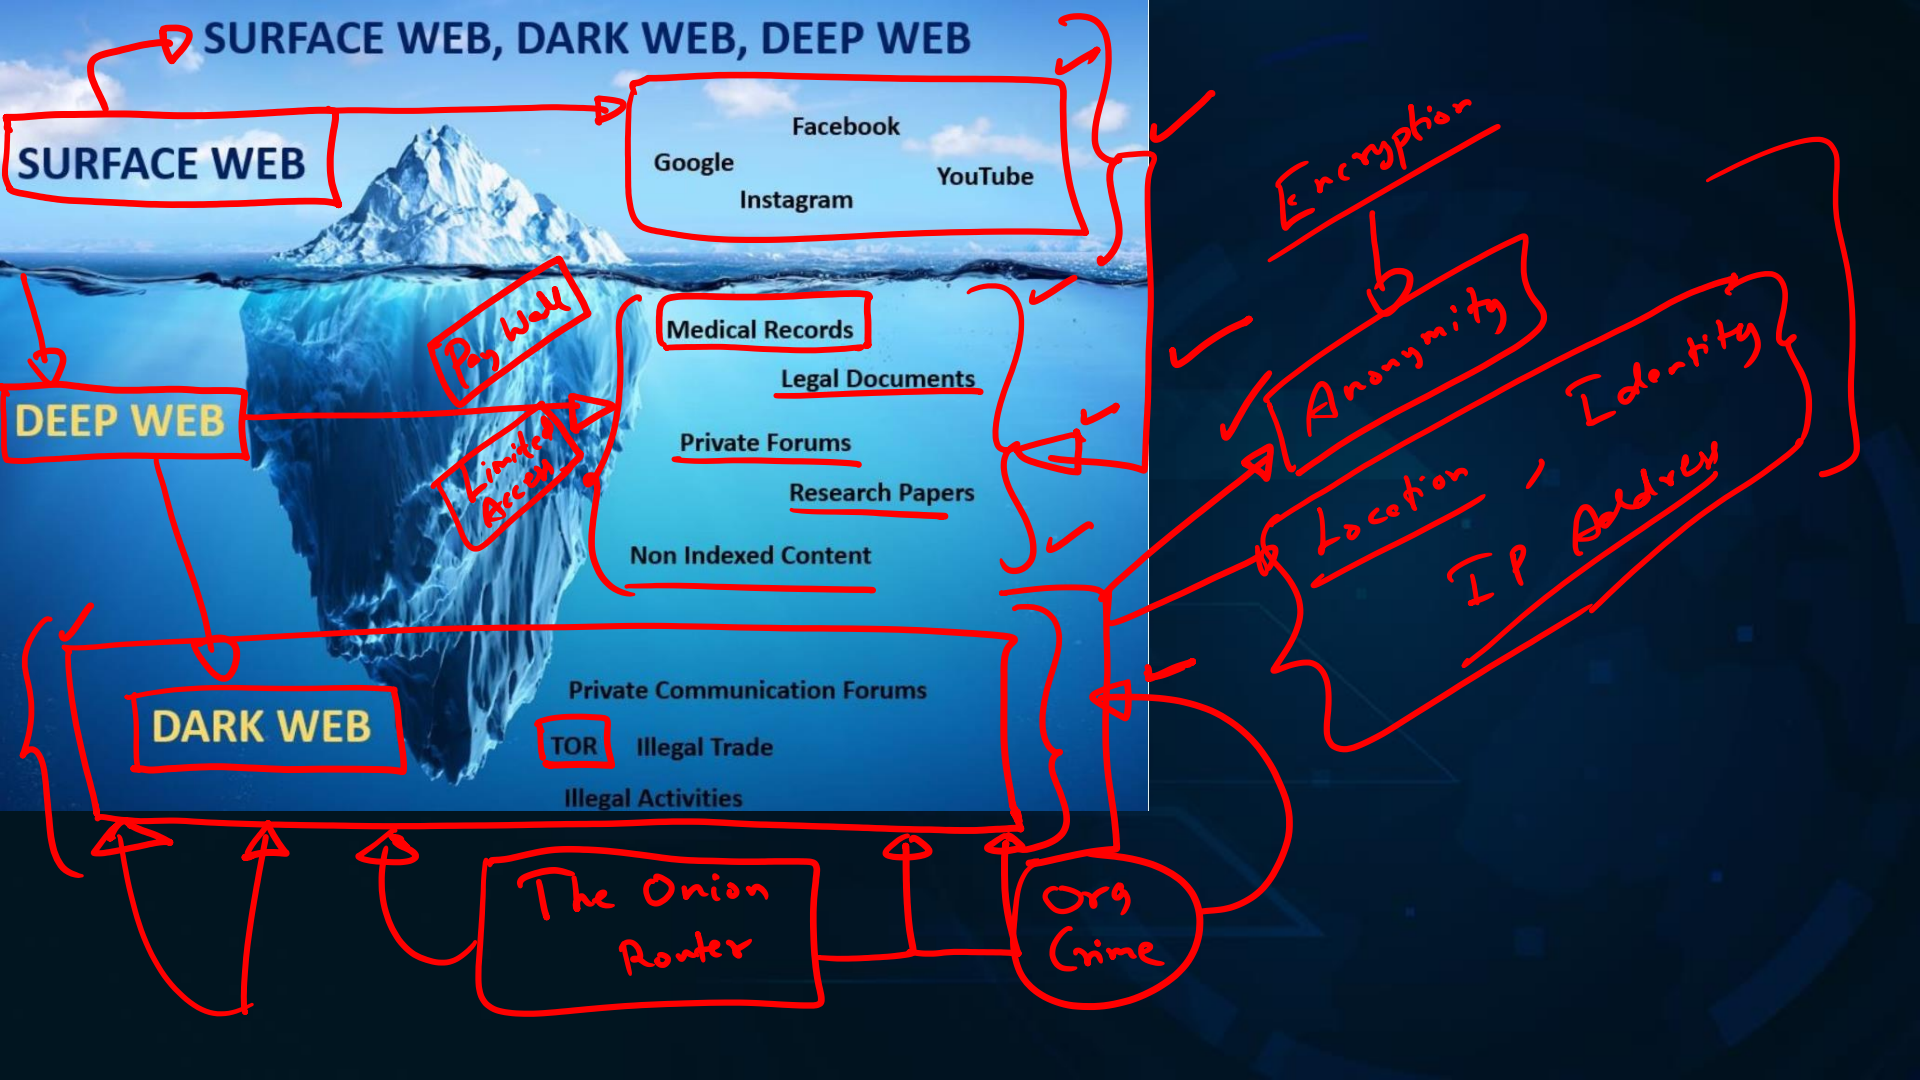 SURFACE WEB, DARK WEB, DEEP WEB
SURFACE WEB
Facebook
Google
YouTube
Instagram
Encryption
Anonymity
Pay Wall
Medical Records
Legal Documents
DEEP WEB
Limited
Access
Private Forums
Research Papers
Non Indexed Content
Identity
Location ,
IP Address
Private Communication Forums
DARK WEB
TOR
Illegal Trade
Illegal Activities
The Onion
Router
Org
Crime